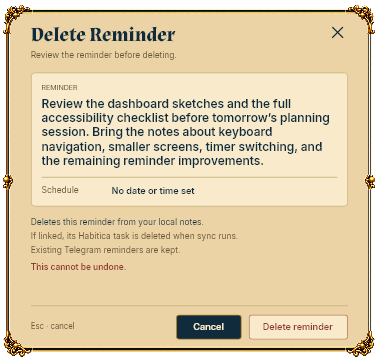 Delete Reminder
Review the reminder before deleting.
REMINDER
Review the dashboard sketches and the full
accessibility checklist before tomorrow's planning
session. Bring the notes about keyboard
navigation, smaller screens, timer switching, and
the remaining reminder improvements.
Schedule No date or time set
Deletes this reminder from your local notes.
If linked, its Habitica task is deleted when sync runs.
Existing Telegram reminders are kept.
This cannot be undone.
Esc · cancel Cancel Delete reminder